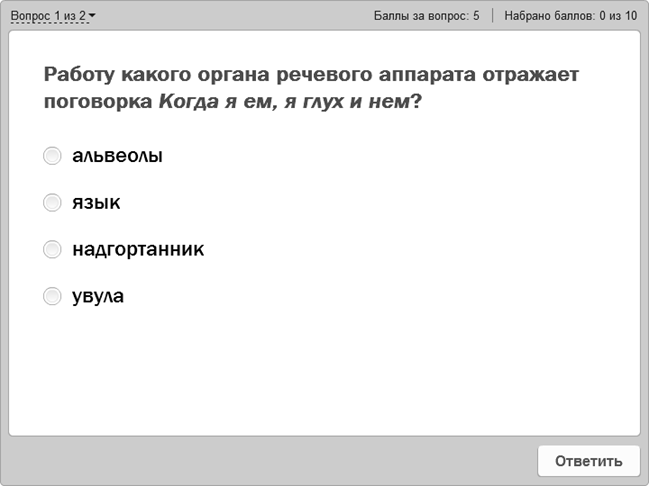 Вопрос 1 из 2
Баллы за вопрос: 5 Набрано баллов: 0 из 10
Работу какого органа речевого аппарата отражает
поговорка Когда я ем, я глух и нем?
альвеолы
язык
надгортанник
увула
Ответить